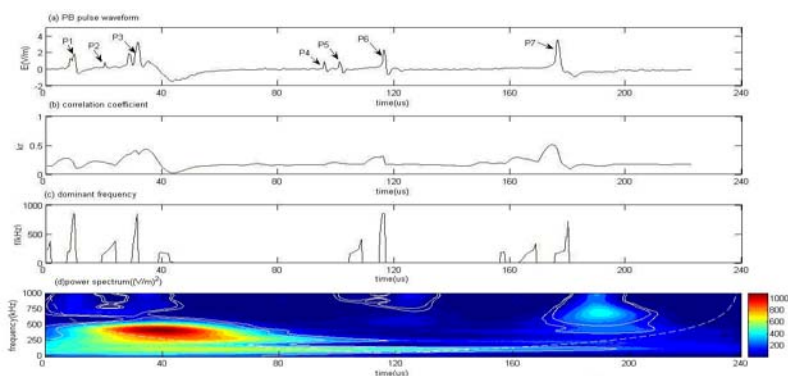 (a) PB pulse waveform
P1
P2
P3
P4
P5
P6
P7
E(V/m)
4
2
0
-2
0 40 80 120 160 200 240
time(us)
(b) correlation coefficient
1
0.5
0
0 40 80 120 160 200 240
time(us)
(c) dominant frequency
f(kHz)
1000
500
0
0 40 80 120 160 200 240
time(us)
(d)power spectrum((V/m)²)
frequency(kHz)
1000
750
500
250
0
0 40 80 120 160 200 240
time(us)
1000
800
600
400
200